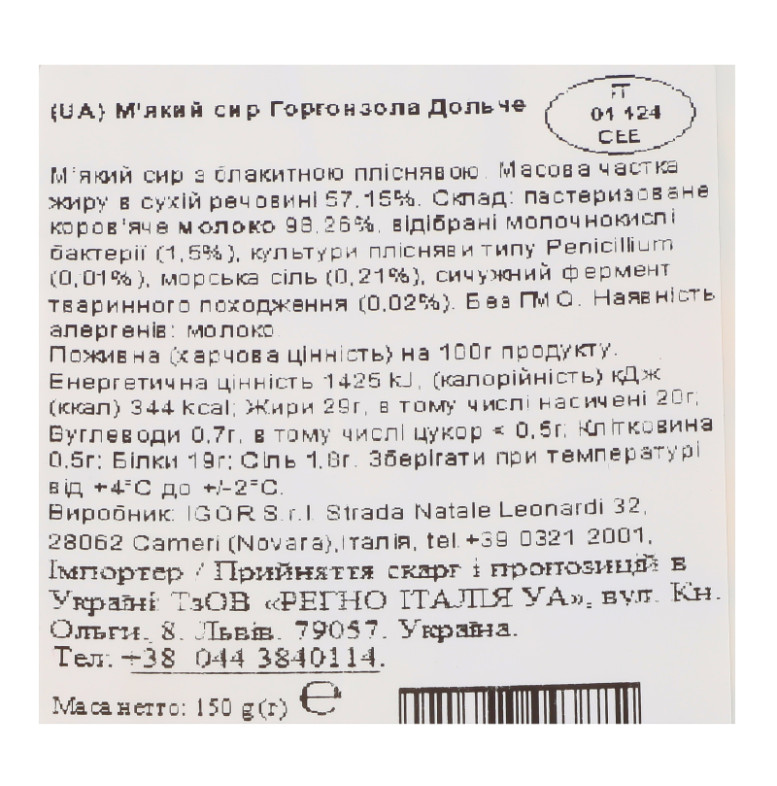 (UA) М'який сир Горгонзола Дольче
IT
01 124
CEE
М'який сир з блакитною пліснявою. Масова частка
жиру в сухій речовині 57,15%. Склад: пастеризоване
коров'яче молоко 98,26%, відібрані молочнокислі
бактерії (1,5%), культури плісняви типу Penicillium
(0,01%), морська сіль (0,21%), сичужний фермент
тваринного походження (0,02%). Без ГМО. Наявність
алергенів: молоко.
Поживна (харчова цінність) на 100г продукту.
Енергетична цінність 1425 kJ, (калорійність) кДж
(ккал) 344 kcal; Жири 29г, в тому числі насичені 20г;
Вуглеводи 0,7г, в тому числі цукор < 0,5г; Клітковина
0,5г; Білки 19г; Сіль 1,8г. Зберігати при температурі
від +4°C до +/-2°C.
Виробник: IGOR S.r.l. Strada Natale Leonardi 32,
28062 Cameri (Novara),Італія, tel.+39 0321 2001,
Імпортер / Прийняття скарг і пропозицій в
Україні: ТзОВ «РЕГНО ІТАЛІЯ УА», вул. Кн.
Ольги, 8. Львів. 79057. Україна.
Тел: +38 044 3840114.
Маса нетто: 150 g(г) ℮